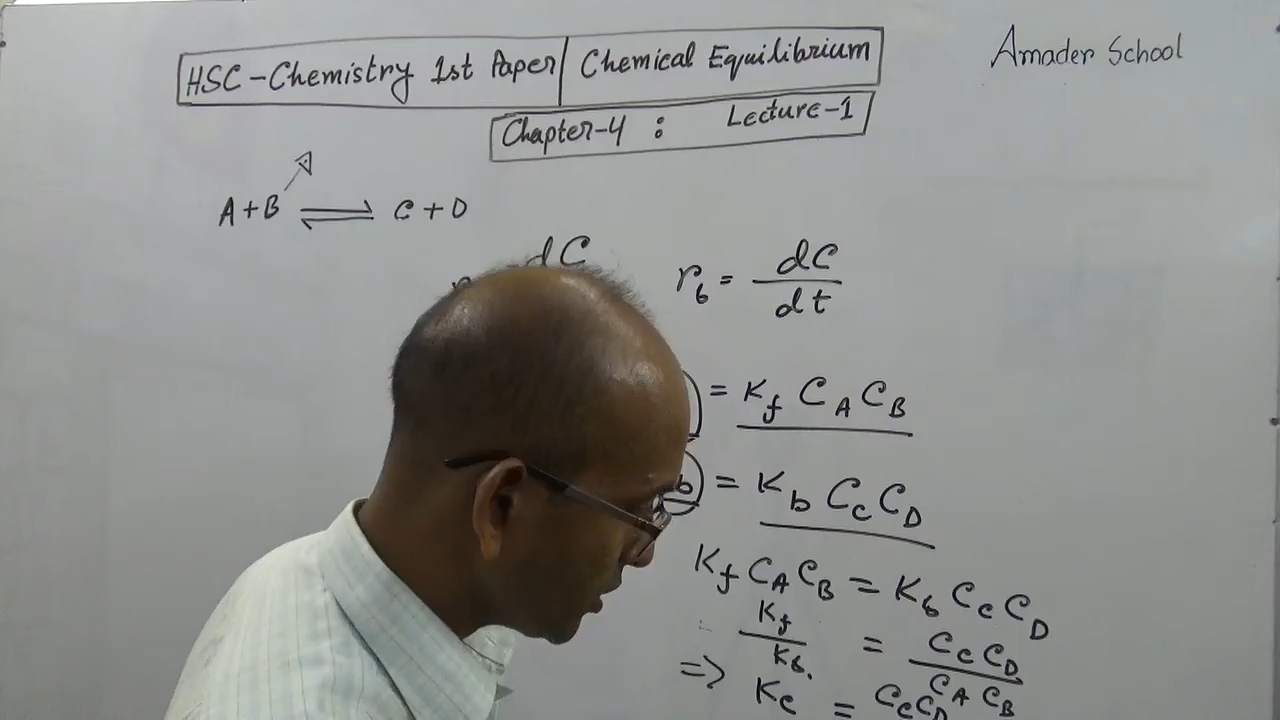 HSC-Chemistry 1st Paper | Chemical Equilibrium
Amader School
Chapter-4 : Lecture-1
A+B ⇌ C+D
dC
r_b = dC/dt
= K_f C_A C_B
b = K_b C_C C_D
K_f C_A C_B = K_b C_C C_D
⇒ K_f/K_b = C_C C_D/C_A C_B
K_C = C_C C_D